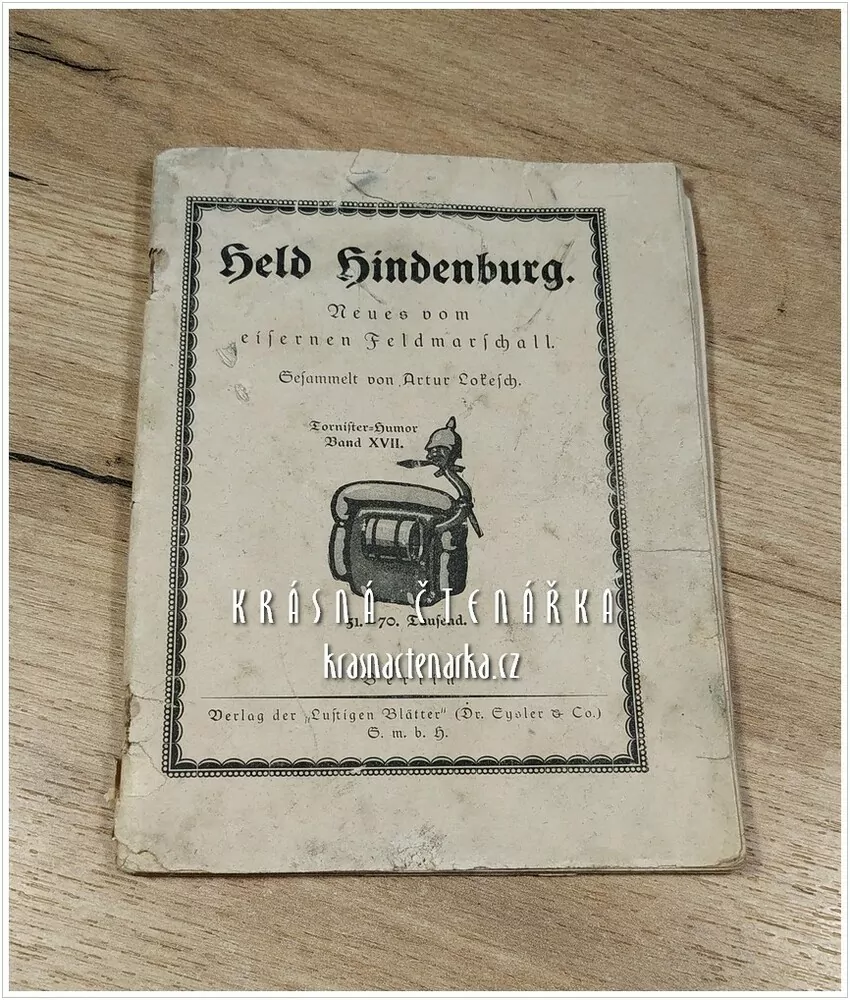 Held Hindenburg.
Neues vom
eisernen Feldmarschall.
Gesammelt von Artur Lokesch.
Tornister=Humor
Band XVII.
KRÁSNÁ ČTENÁŘKA
51.–70. Tausend.
krasnactenarka.cz
Berlin
Verlag der „Lustigen Blätter" (Dr. Eysler & Co.)
G. m. b. H.